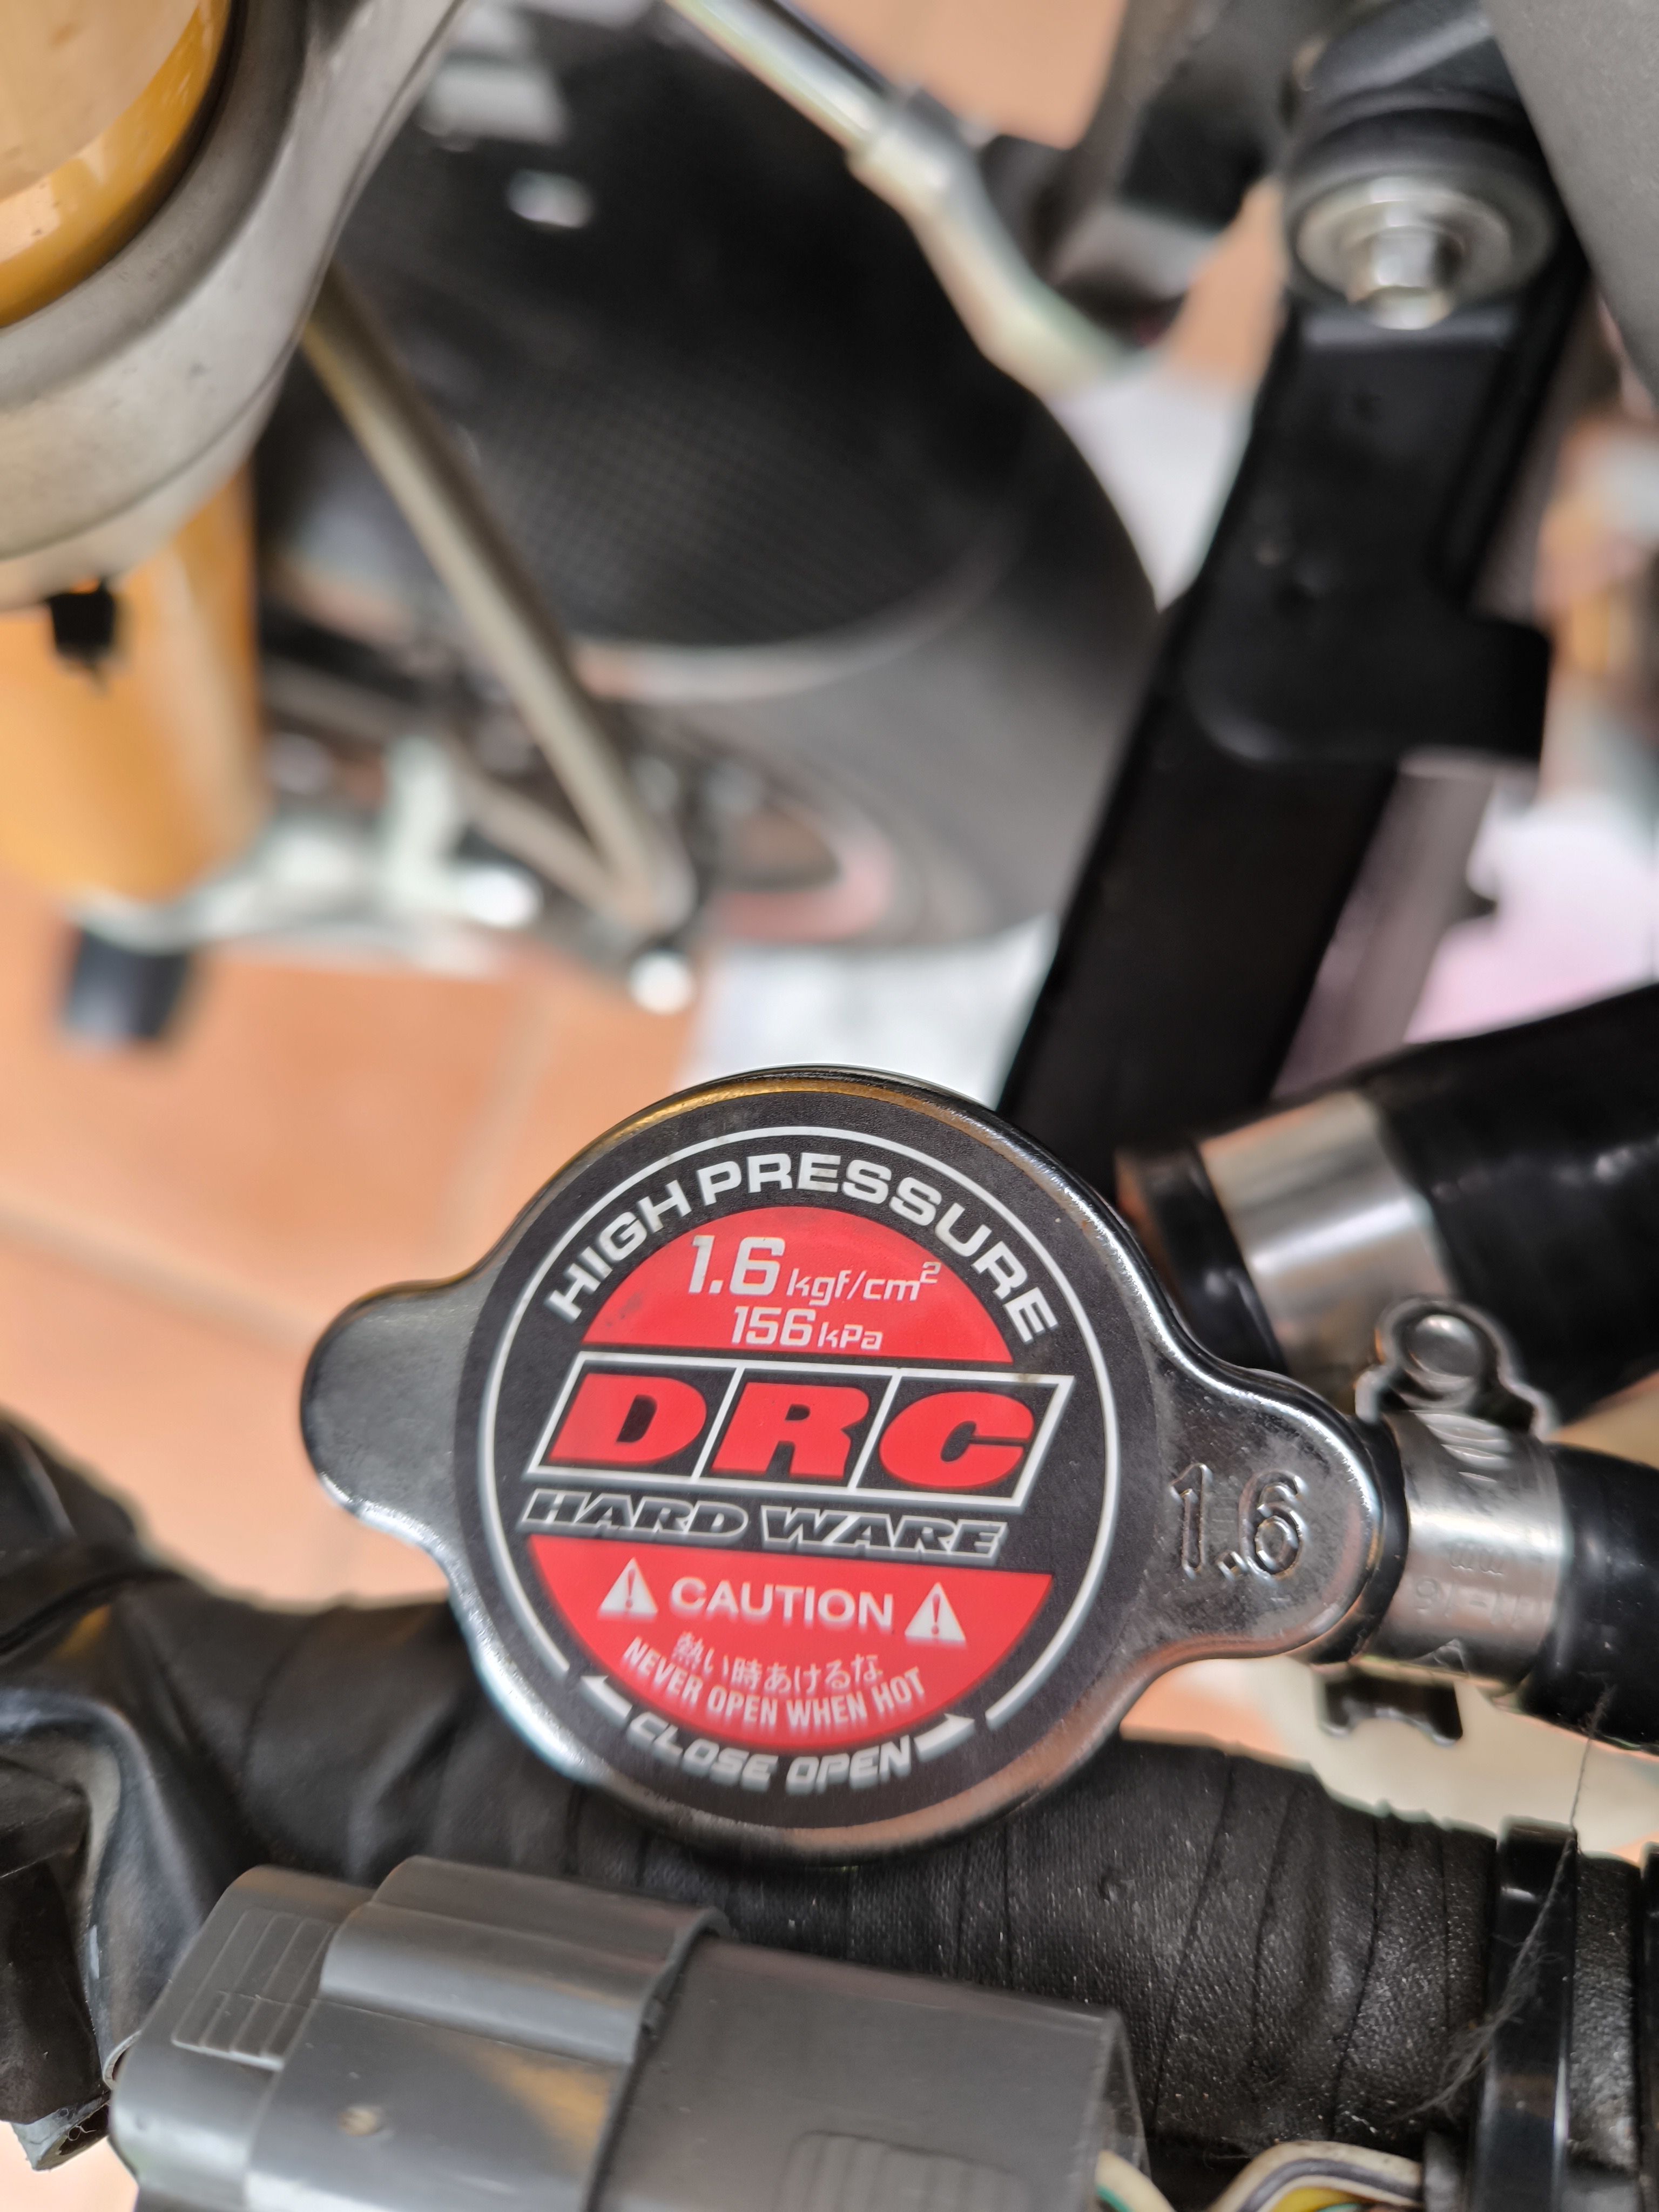 HIGH PRESSURE
1.6 kgf/cm²
156 kPa
DRC
HARD WARE
1.6
CAUTION
熱い時あけるな
NEVER OPEN WHEN HOT
CLOSE OPEN